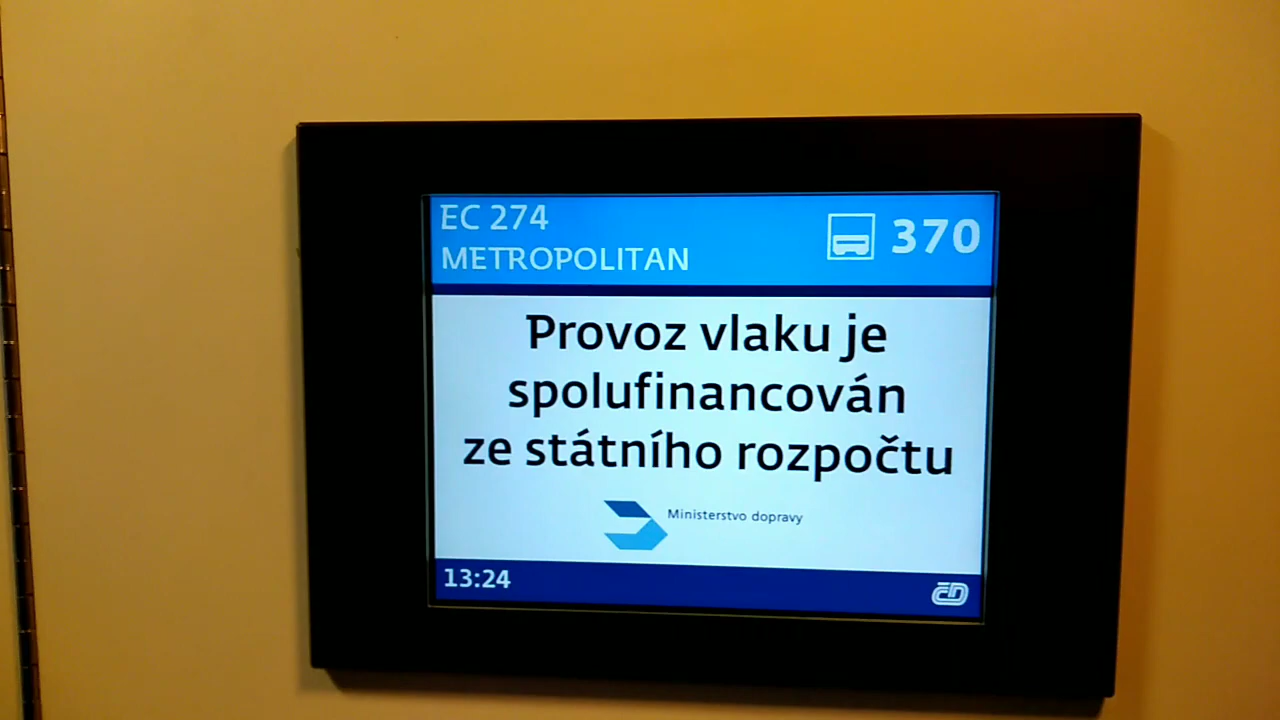 EC 274
METROPOLITAN
370
Provoz vlaku je
spolufinancován
ze státního rozpočtu
Ministerstvo dopravy
13:24
ČD